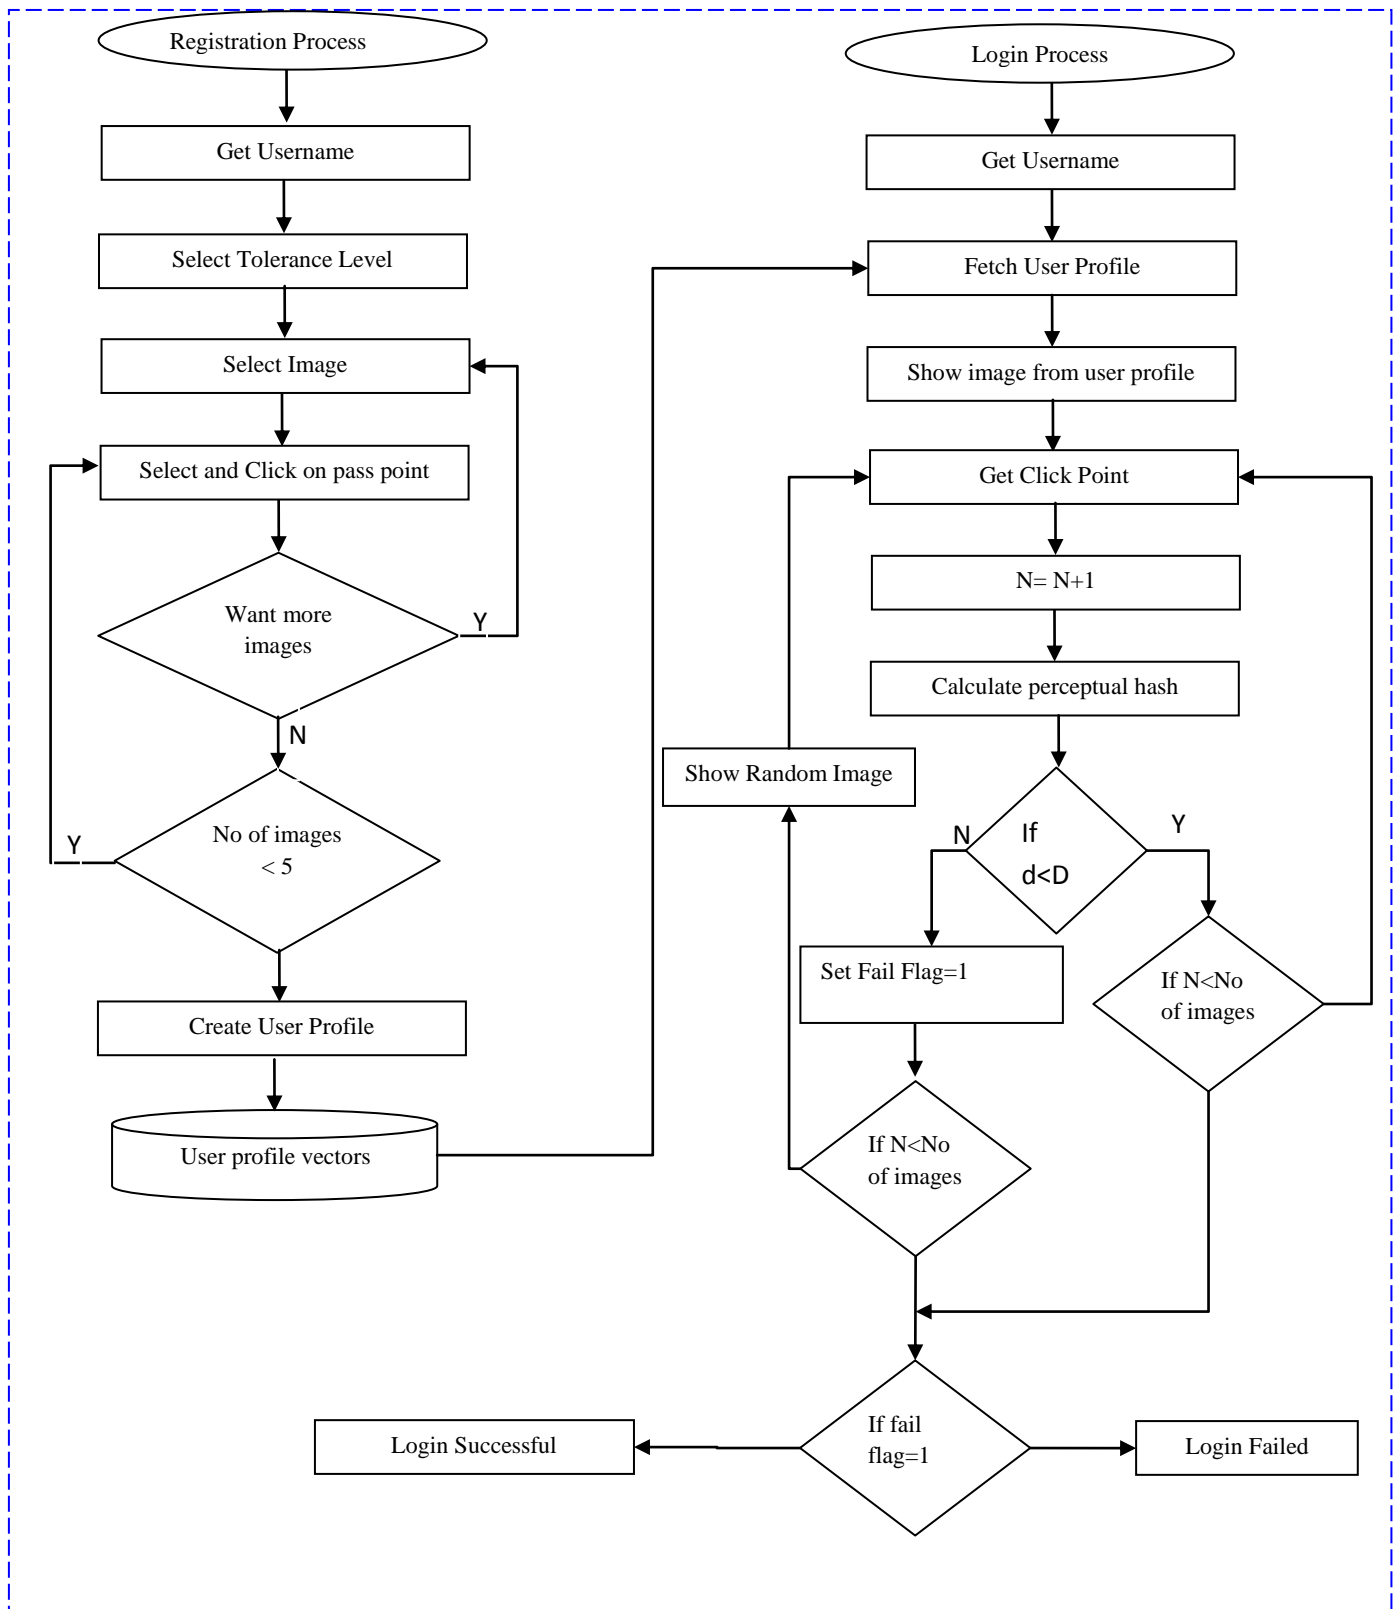 Registration Process
Get Username
Select Tolerance Level
Select Image
Select and Click on pass point
Want more
images
Y
N
No of images
< 5
Y
Create User Profile
User profile vectors
Login Process
Get Username
Fetch User Profile
Show image from user profile
Get Click Point
N= N+1
Calculate perceptual hash
Show Random Image
If
d<D
N
Y
Set Fail Flag=1
If N<No
of images
If N<No
of images
If fail
flag=1
Login Successful
Login Failed